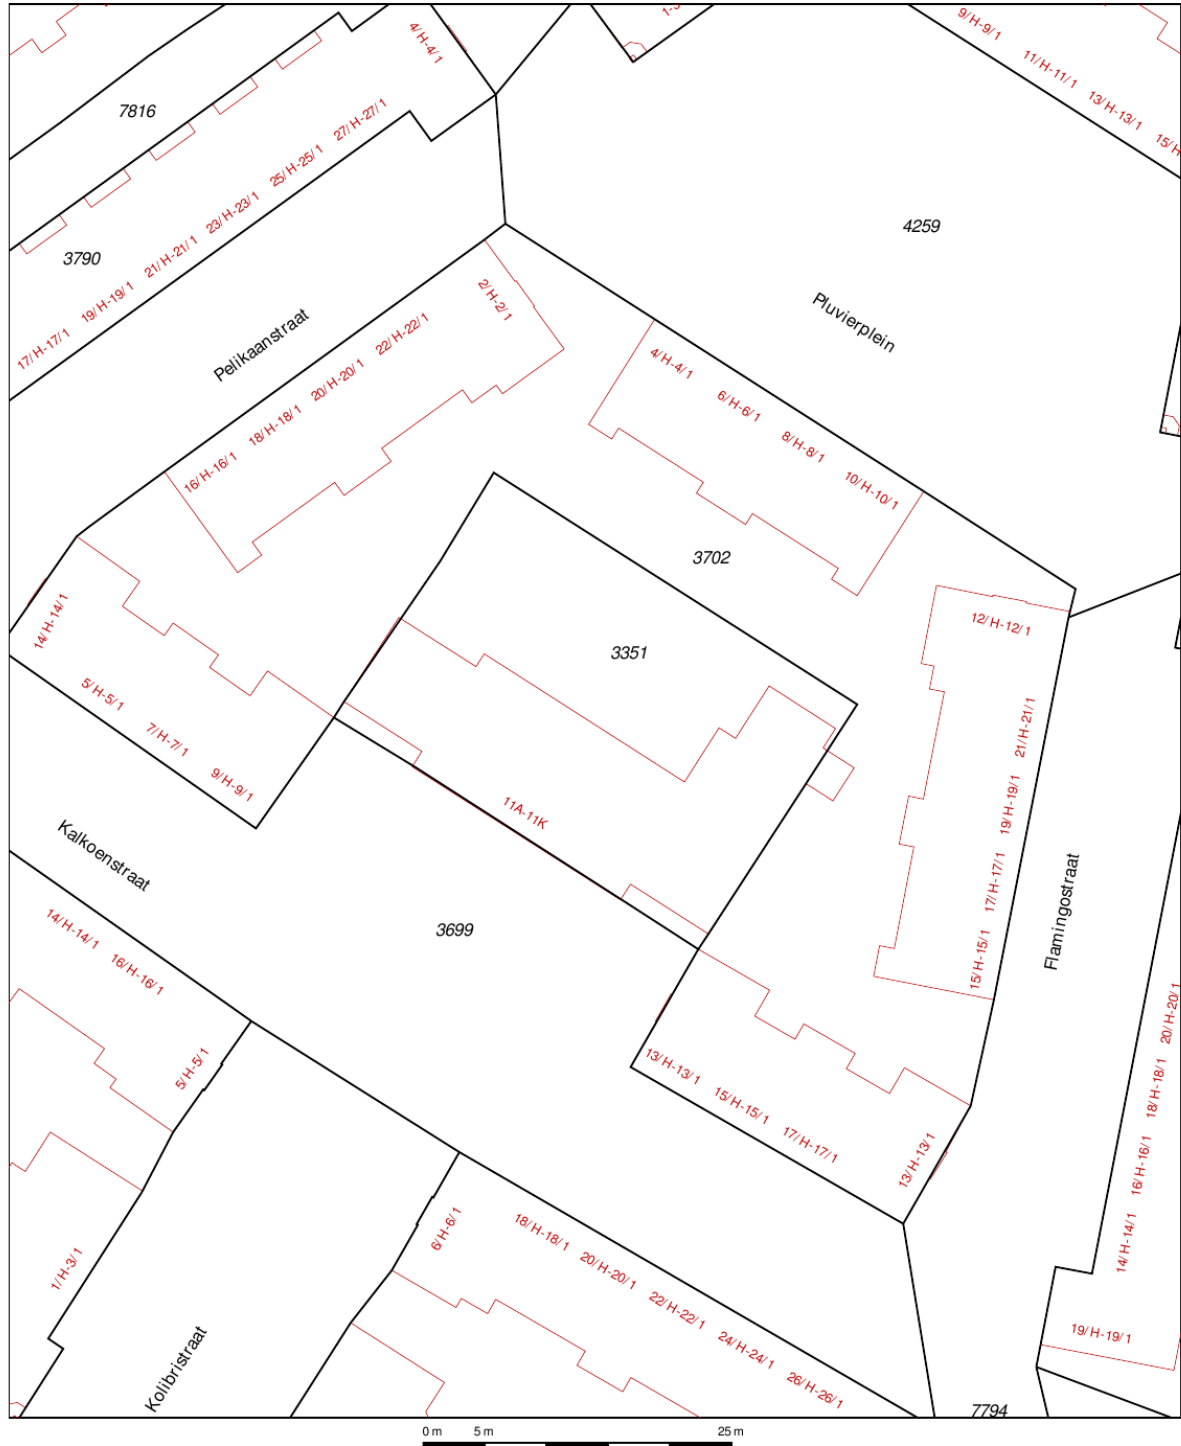 9/H-9/1
11/H-11/1
13/H-13/1
4/H-4/1
7816
27/H-27/1
25/H-25/1
23/H-23/1
21/H-21/1
19/H-19/1
17/H-17/1
3790
4259
Pelikaanstraat
Pluvierplein
2/H-2/1
22/H-22/1
20/H-20/1
18/H-18/1
16/H-16/1
4/H-4/1
6/H-6/1
8/H-8/1
10/H-10/1
3702
3351
12/H-12/1
14/H-14/1
5/H-5/1
7/H-7/1
9/H-9/1
21/H-21/1
19/H-19/1
17/H-17/1
15/H-15/1
11A-11K
Kalkoenstraat
Flamingostraat
3699
14/H-14/1
16/H-16/1
5/H-5/1
13/H-13/1
15/H-15/1
17/H-17/1
13/H-13/1
20/H-20/1
18/H-18/1
16/H-16/1
14/H-14/1
1/H-3/1
6/H-6/1
18/H-18/1
20/H-20/1
22/H-22/1
24/H-24/1
26/H-26/1
19/H-19/1
Kolibristraat
7794
0 m 5 m 25 m